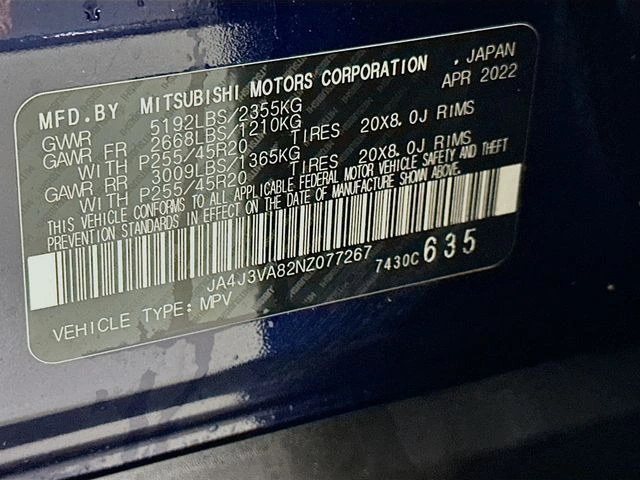 MFD.BY MITSUBISHI MOTORS CORPORATION . JAPAN
GVWR 5192LBS/2355KG APR 2022
GAWR FR 2668LBS/1210KG
WITH P255/45R20 TIRES 20X8.0J RIMS
GAWR RR 3009LBS/1365KG
WITH P255/45R20 TIRES 20X8.0J RIMS
THIS VEHICLE CONFORMS TO ALL APPLICABLE FEDERAL MOTOR VEHICLE SAFETY AND THEFT
PREVENTION STANDARDS IN EFFECT ON THE DATE OF MANUFACTURE SHOWN ABOVE.
JA4J3VA82NZ077267 7430C 635
VEHICLE TYPE: MPV